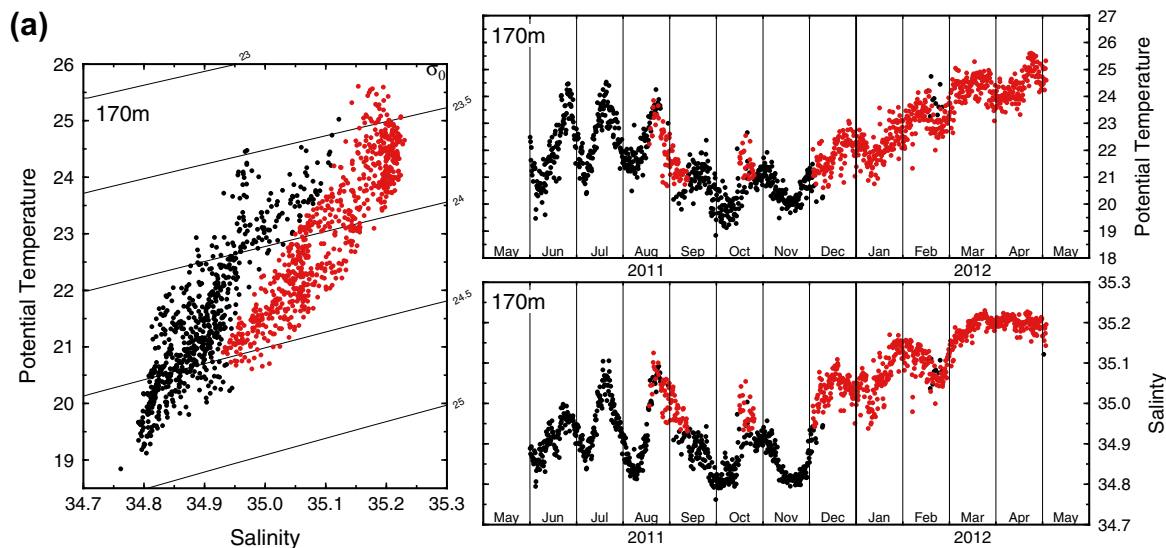 (a)
170m
σ0
23
23.5
24
24.5
25
26
25
24
23
22
21
20
19
Potential Temperature
34.7 34.8 34.9 35.0 35.1 35.2 35.3
Salinity
170m
27
26
25
24
23
22
21
20
19
18
Potential Temperature
May Jun Jul Aug Sep Oct Nov Dec Jan Feb Mar Apr May
2011 2012
170m
35.3
35.2
35.1
35.0
34.9
34.8
34.7
Salinity
May Jun Jul Aug Sep Oct Nov Dec Jan Feb Mar Apr May
2011 2012